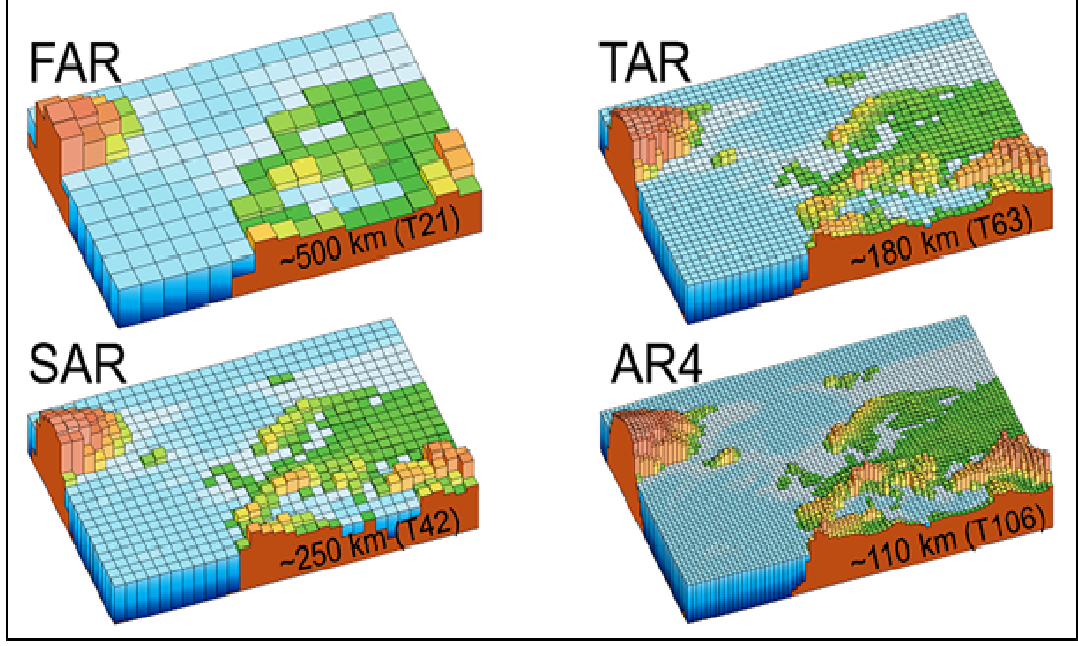 FAR
~500 km (T21)
TAR
~180 km (T63)
SAR
~250 km (T42)
AR4
~110 km (T106)